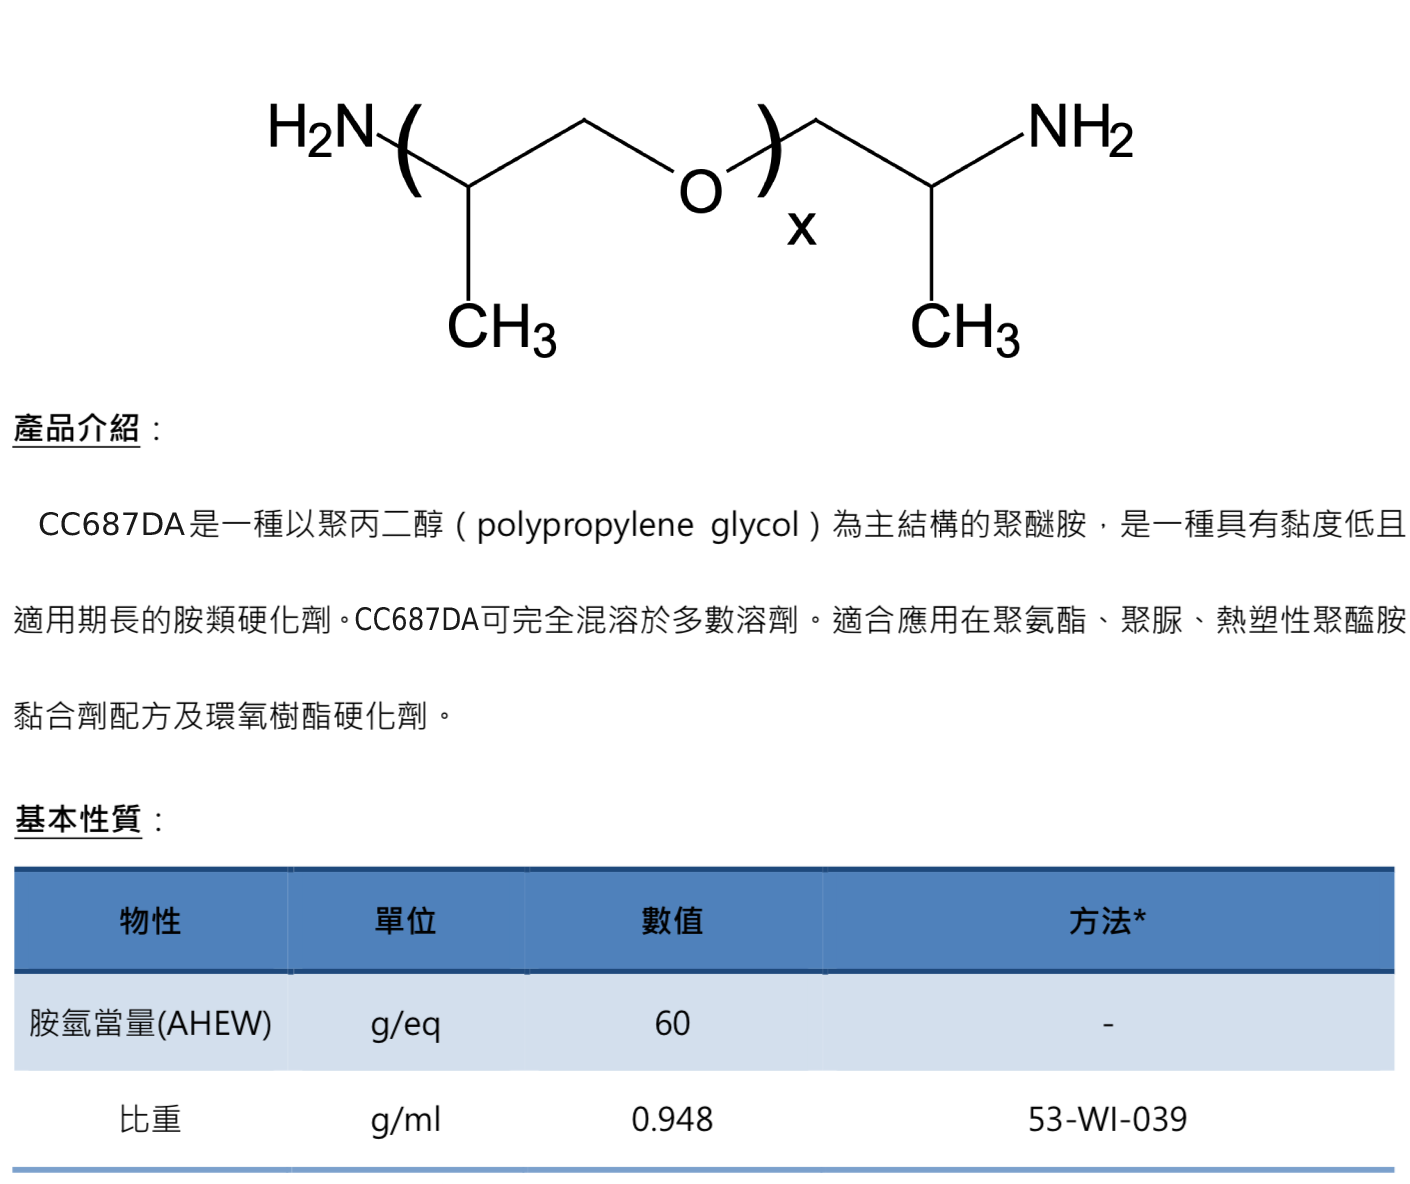 H2N ( O ) x NH2
CH3 CH3
產品介紹：
CC687DA是一種以聚丙二醇（polypropylene glycol）為主結構的聚醚胺，是一種具有黏度低且
適用期長的胺類硬化劑。CC687DA可完全混溶於多數溶劑。適合應用在聚氨酯、聚脲、熱塑性聚醯胺
黏合劑配方及環氧樹酯硬化劑。
基本性質：
物性 單位 數值 方法*
胺氫當量(AHEW) g/eq 60 -
比重 g/ml 0.948 53-WI-039